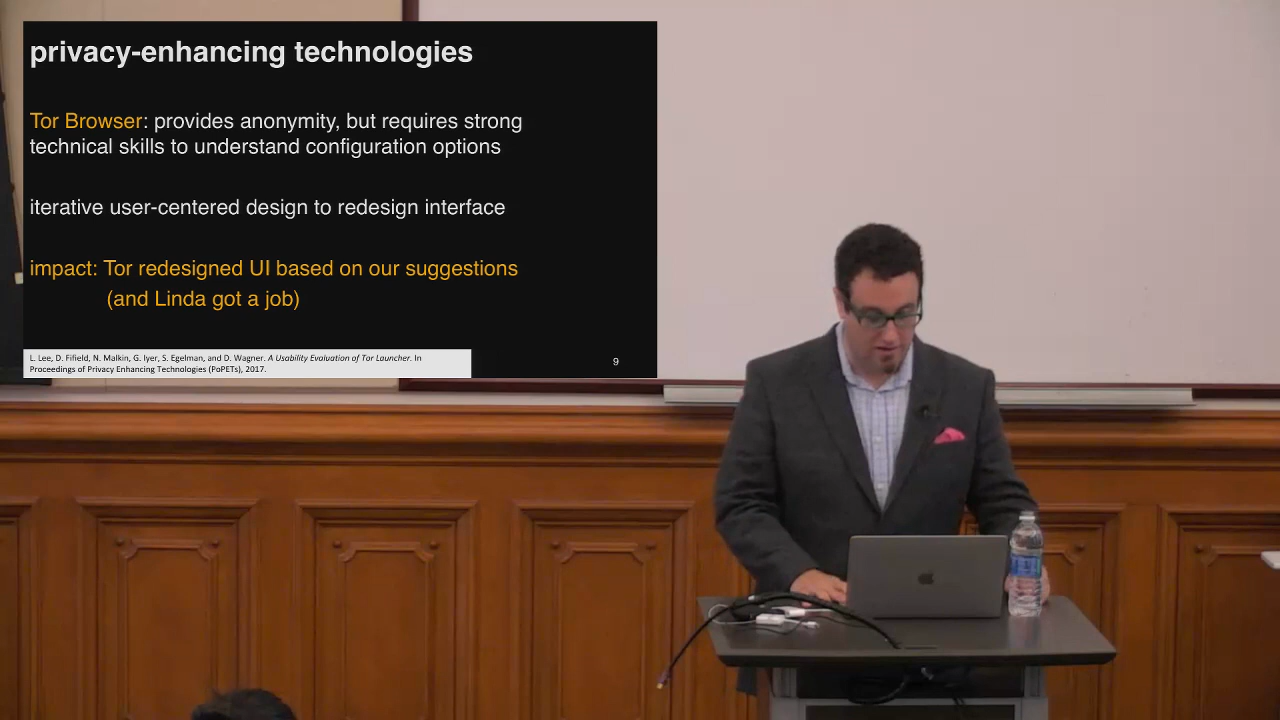 privacy-enhancing technologies
Tor Browser: provides anonymity, but requires strong
technical skills to understand configuration options
iterative user-centered design to redesign interface
impact: Tor redesigned UI based on our suggestions
(and Linda got a job)
L. Lee, D. Fifield, N. Malkin, G. Iyer, S. Egelman, and D. Wagner. A Usability Evaluation of Tor Launcher. In
Proceedings of Privacy Enhancing Technologies (PoPETs), 2017.
9